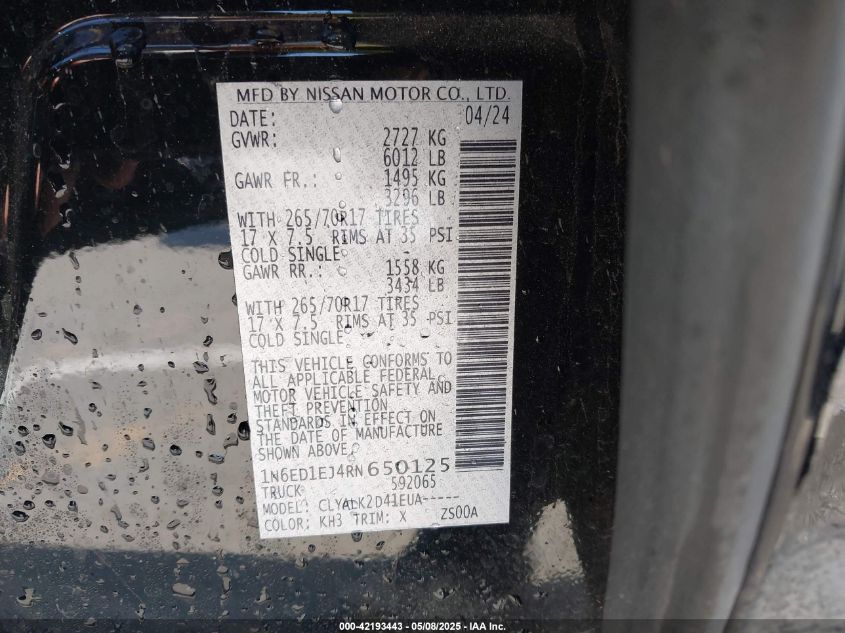 MFD BY NISSAN MOTOR CO., LTD.
DATE: 04/24
GVWR: 2727 KG
6012 LB
GAWR FR.: 1495 KG
3296 LB
WITH 265/70R17 TIRES
17 X 7.5 RIMS AT 35 PSI
COLD SINGLE
GAWR RR.: 1558 KG
3434 LB
WITH 265/70R17 TIRES
17 X 7.5 RIMS AT 35 PSI
COLD SINGLE
THIS VEHICLE CONFORMS TO
ALL APPLICABLE FEDERAL
MOTOR VEHICLE SAFETY AND
THEFT PREVENTION
STANDARDS IN EFFECT ON
THE DATE OF MANUFACTURE
SHOWN ABOVE.
1N6ED1EJ4RN650125
TRUCK 592065
MODEL: CLYALK2D41EUA-----
COLOR: KH3 TRIM: X ZS00A
000-42193443 - 05/08/2025 - IAA Inc.